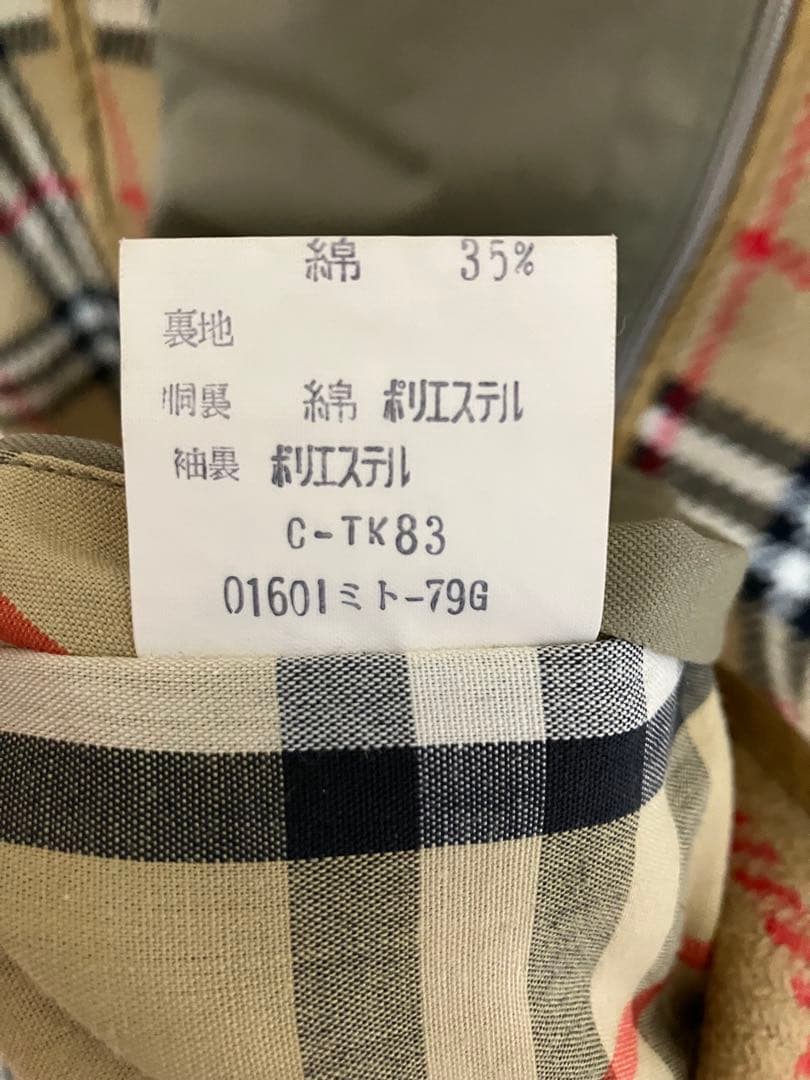 綿 35%
裏地
胴裏 綿 ポリエステル
袖裏 ポリエステル
C-TK83
01601ミト-79G